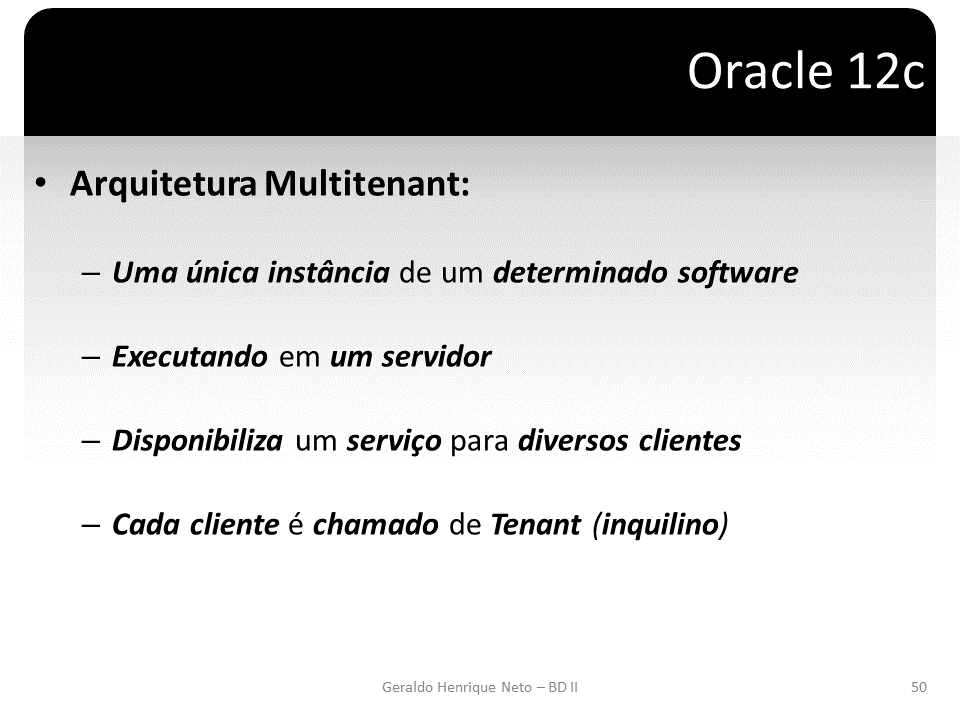 Oracle 12c
• Arquitetura Multitenant:
– Uma única instância de um determinado software
– Executando em um servidor
– Disponibiliza um serviço para diversos clientes
– Cada cliente é chamado de Tenant (inquilino)
Geraldo Henrique Neto – BD II
50